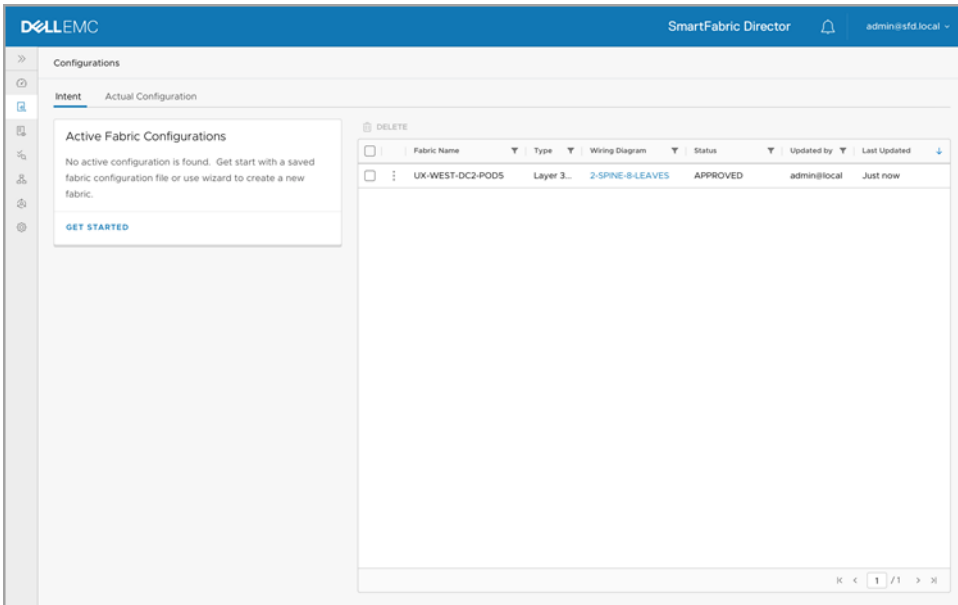 DELLEMC
SmartFabric Director
admin@sfd.local
Configurations
Intent
Actual Configuration
Active Fabric Configurations
No active configuration is found. Get start with a saved
fabric configuration file or use wizard to create a new
fabric.
GET STARTED
DELETE
Fabric Name Type Wiring Diagram Status Updated by Last Updated
UX-WEST-DC2-POD5 Layer 3... 2-SPINE-8-LEAVES APPROVED admin@local Just now
1 / 1